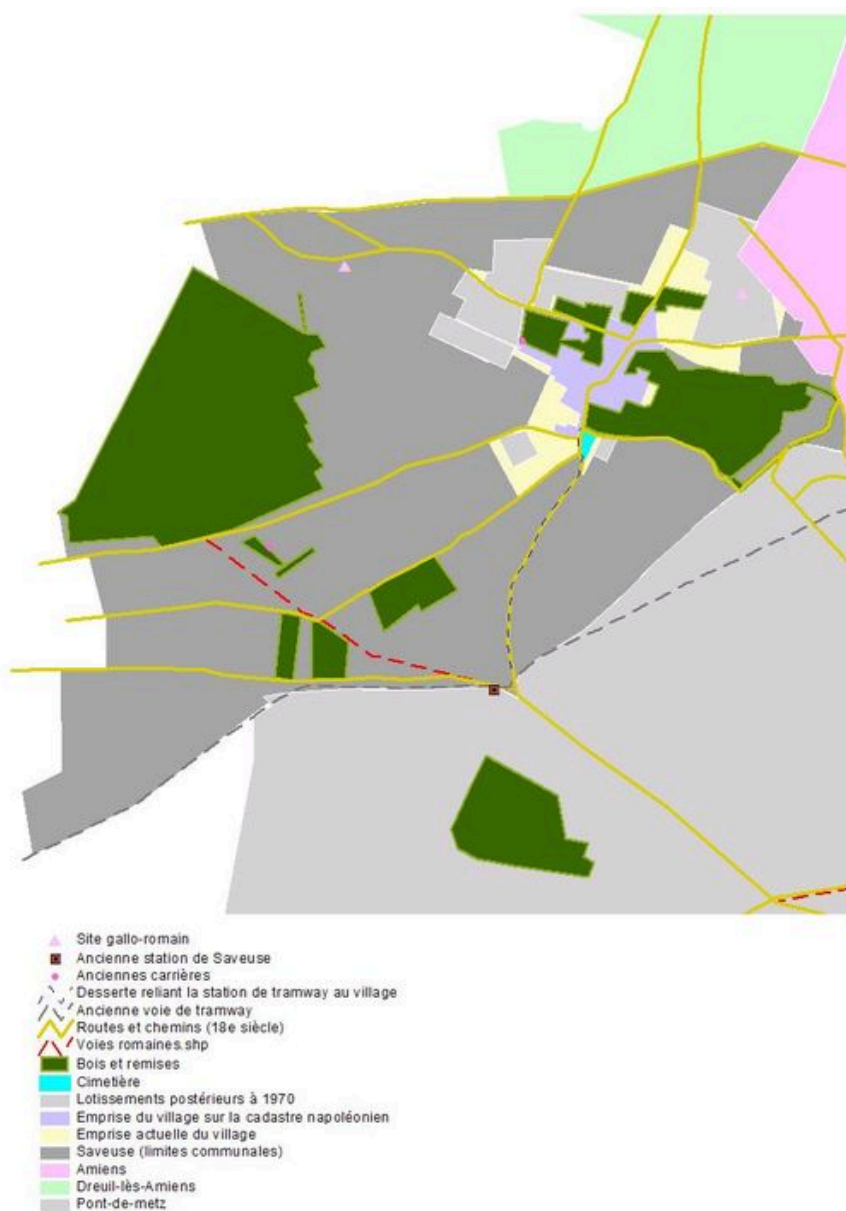 Site gallo-romain
Ancienne station de Saveuse
Anciennes carrières
Desserte reliant la station de tramway au village
Ancienne voie de tramway
Routes et chemins (18e siècle)
Voies romaines.shp
Bois et remises
Cimetière
Lotissements postérieurs à 1970
Emprise du village sur la cadastre napoléonien
Emprise actuelle du village
Saveuse (limites communales)
Amiens
Dreuil-lès-Amiens
Pont-de-metz